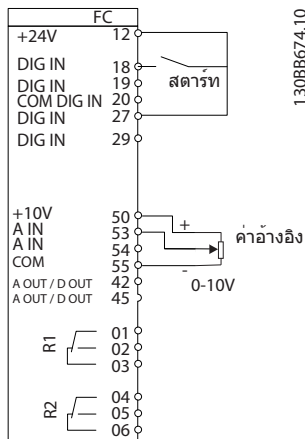 FC
+24V 12
DIG IN 18
DIG IN 19
COM DIG IN 20
DIG IN 27
DIG IN 29
สตาร์ท
+10V 50
A IN 53
A IN 54
COM 55
A OUT / D OUT 42
A OUT / D OUT 45
+
ค่าอ้างอิง
-
0-10V
R1
01
02
03
R2
04
05
06
130BB674.10